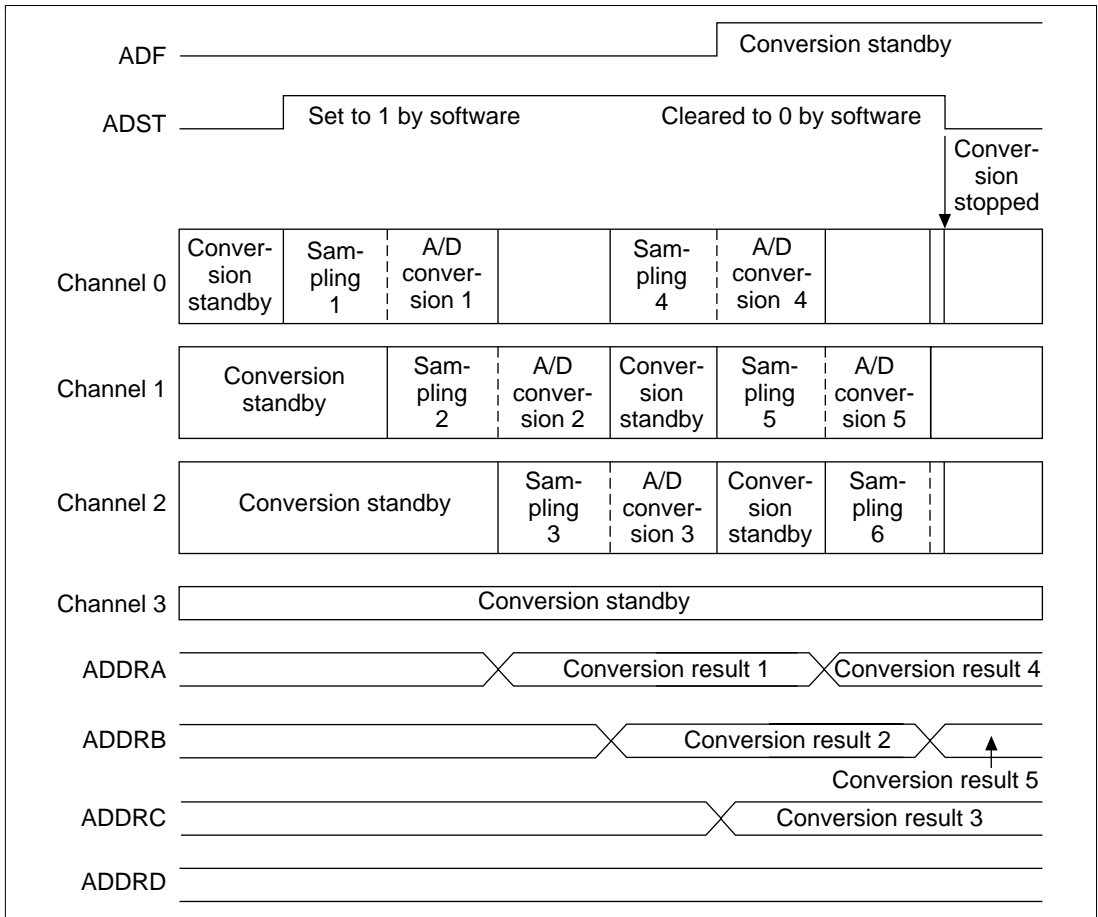 ADF
Conversion standby
ADST
Set to 1 by software
Cleared to 0 by software
Conver-
sion
stopped
Channel 0
Conver-
sion
standby
Sam-
pling
1
A/D
conver-
sion 1
Sam-
pling
4
A/D
conver-
sion 4
Channel 1
Conversion
standby
Sam-
pling
2
A/D
conver-
sion 2
Conver-
sion
standby
Sam-
pling
5
A/D
conver-
sion 5
Channel 2
Conversion standby
Sam-
pling
3
A/D
conver-
sion 3
Conver-
sion
standby
Sam-
pling
6
Channel 3
Conversion standby
ADDRA
Conversion result 1
Conversion result 4
ADDRB
Conversion result 2
Conversion result 5
ADDRC
Conversion result 3
ADDRD